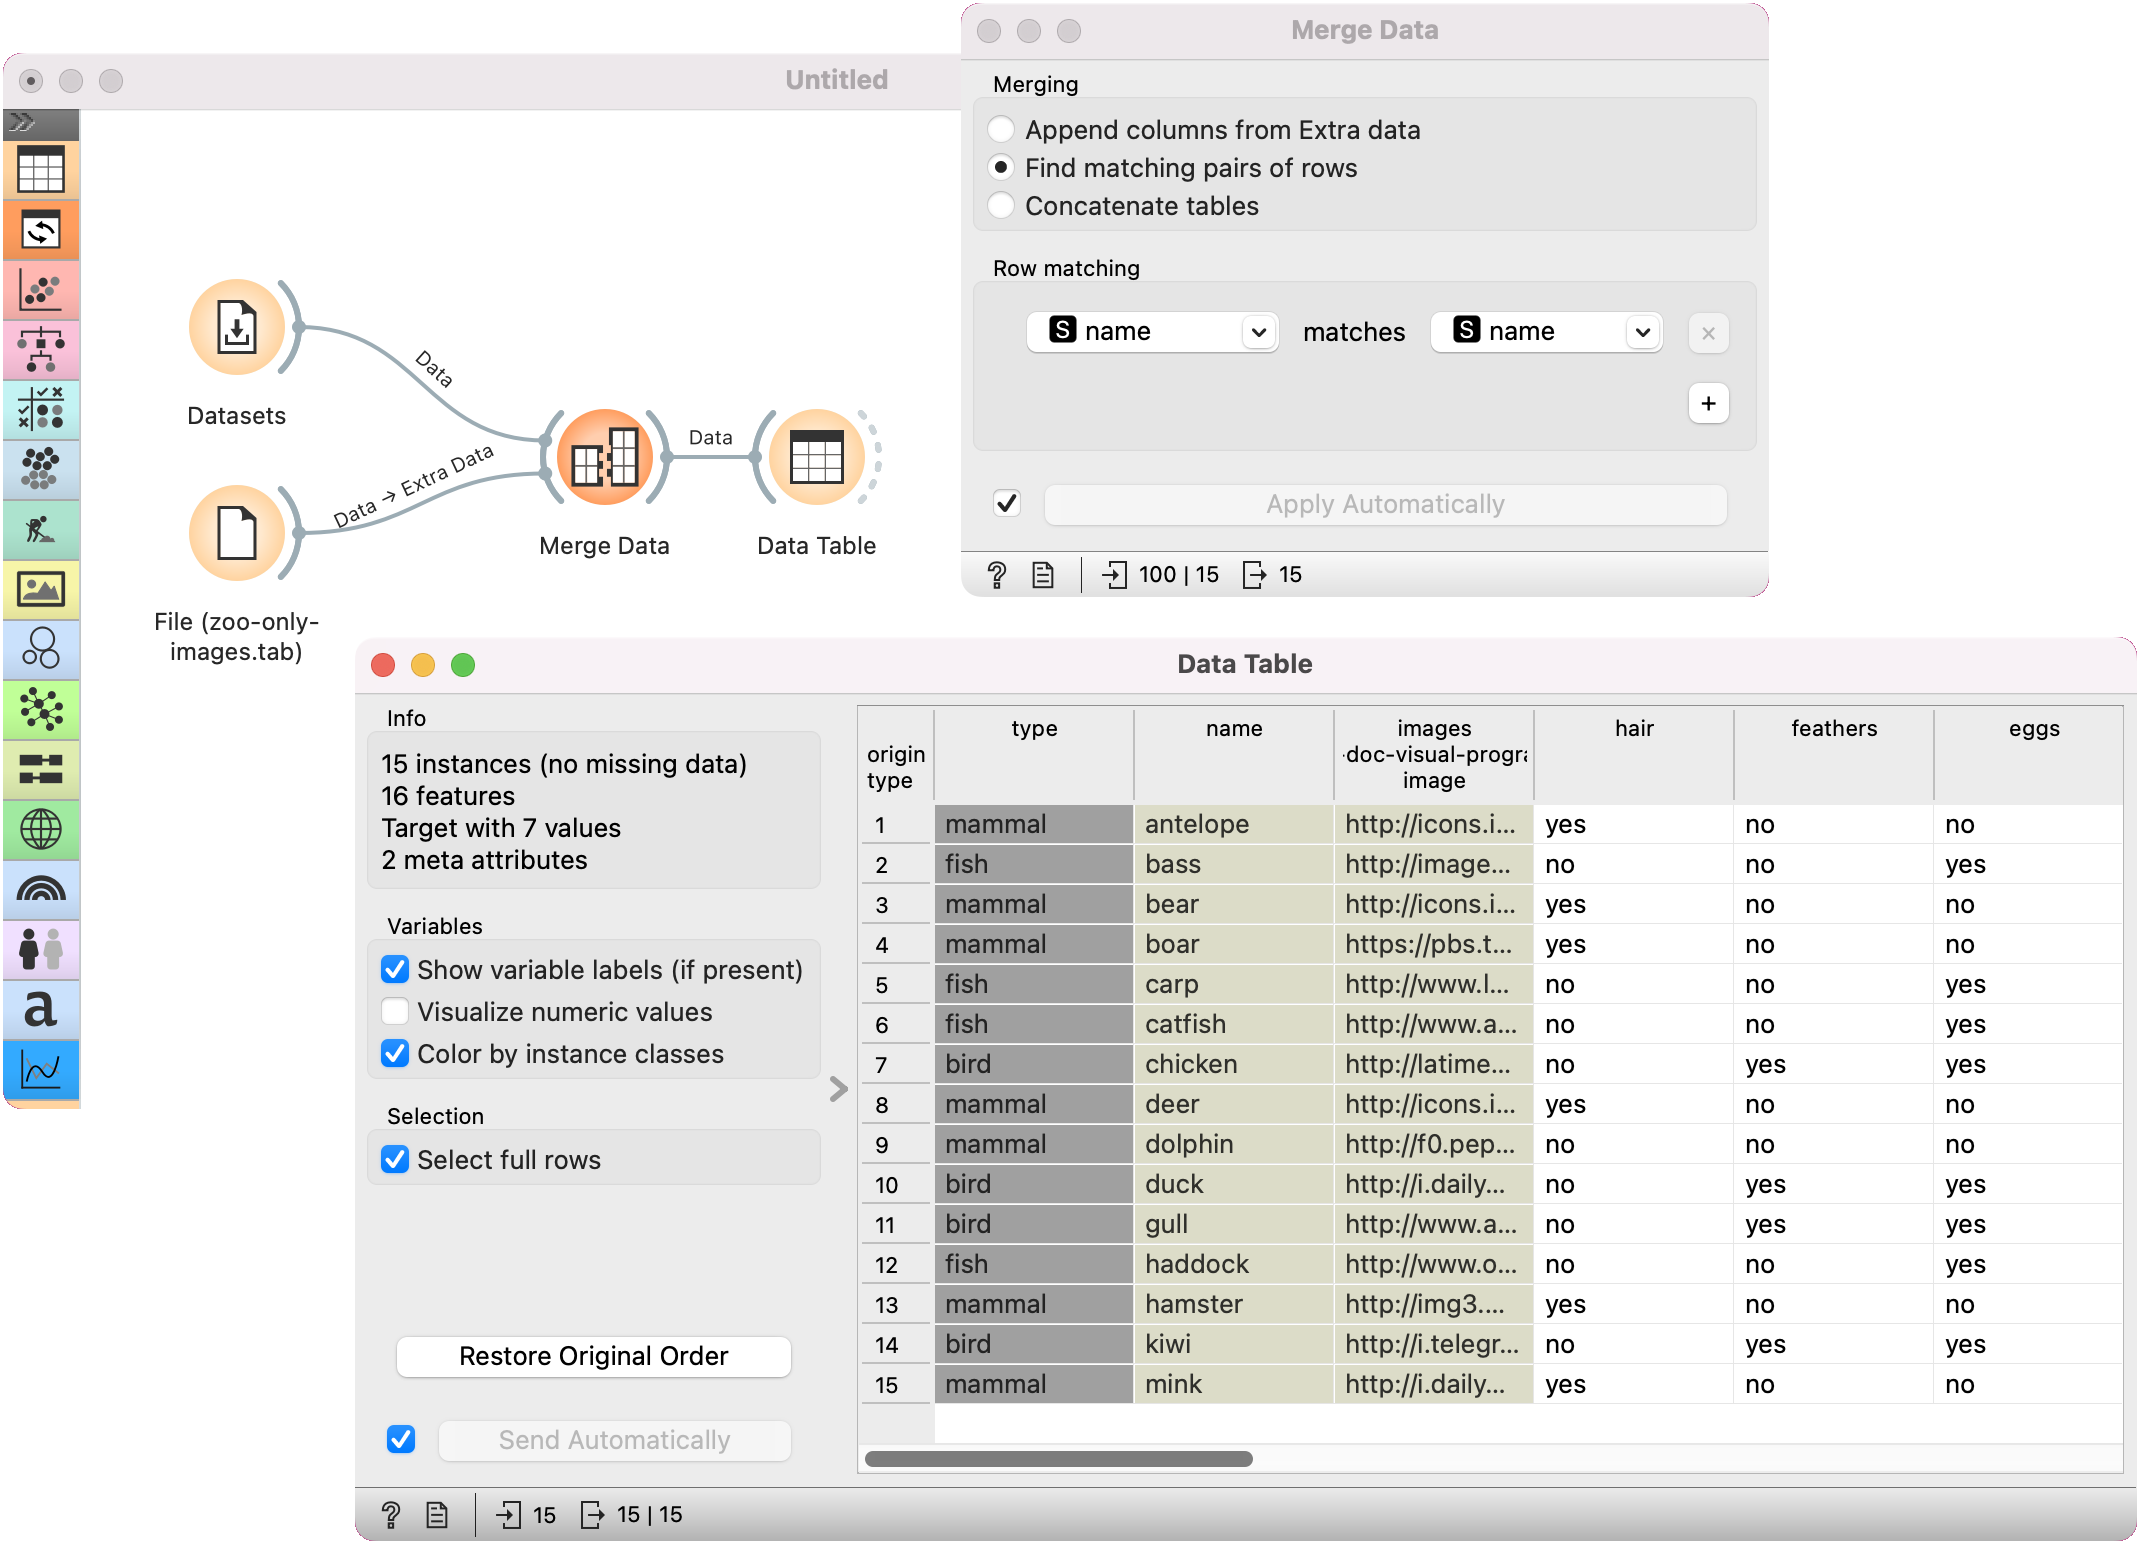 Untitled
Datasets
Data
Data → Extra Data
File (zoo-only-
images.tab)
Merge Data
Data
Data Table
a
Merge Data
Merging
Append columns from Extra data
Find matching pairs of rows
Concatenate tables
Row matching
S name matches S name ×
+
Apply Automatically
? 100 | 15 15
Data Table
Info
15 instances (no missing data)
16 features
Target with 7 values
2 meta attributes
Variables
Show variable labels (if present)
Visualize numeric values
Color by instance classes
Selection
Select full rows
Restore Original Order
Send Automatically
type name images hair feathers eggs
origin -doc-visual-progra
type image
1 mammal antelope http://icons.i... yes no no
2 fish bass http://image... no no yes
3 mammal bear http://icons.i... yes no no
4 mammal boar https://pbs.t... yes no no
5 fish carp http://www.l... no no yes
6 fish catfish http://www.a... no no yes
7 bird chicken http://latime... no yes yes
8 mammal deer http://icons.i... yes no no
9 mammal dolphin http://f0.pep... no no no
10 bird duck http://i.daily... no yes yes
11 bird gull http://www.a... no yes yes
12 fish haddock http://www.o... no no yes
13 mammal hamster http://img3.... yes no no
14 bird kiwi http://i.telegr... no yes yes
15 mammal mink http://i.daily... yes no no
? 15 15 | 15